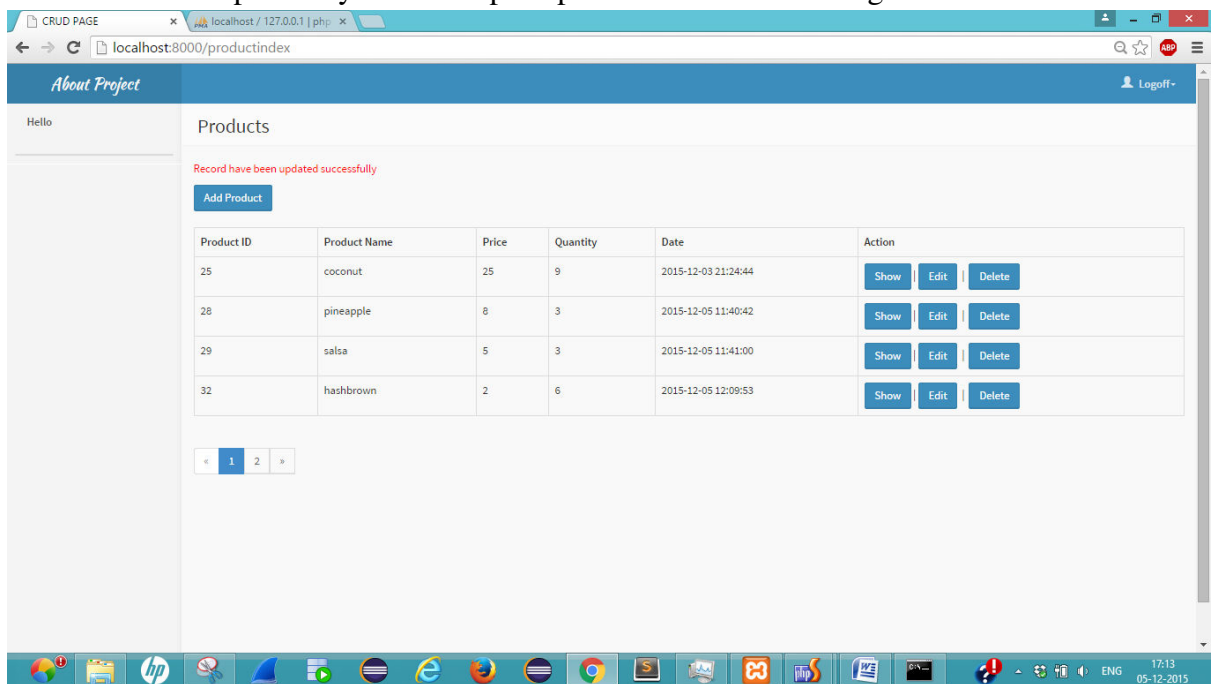 CRUD PAGE × localhost / 127.0.0.1 | php ×
localhost:8000/productindex ABP
About Project Logoff
Hello
Products
Record have been updated successfully
Add Product
Product ID Product Name Price Quantity Date Action
25 coconut 25 9 2015-12-03 21:24:44 Show | Edit | Delete
28 pineapple 8 3 2015-12-05 11:40:42 Show | Edit | Delete
29 salsa 5 3 2015-12-05 11:41:00 Show | Edit | Delete
32 hashbrown 2 6 2015-12-05 12:09:53 Show | Edit | Delete
« 1 2 »
ENG 17:13
05-12-2015